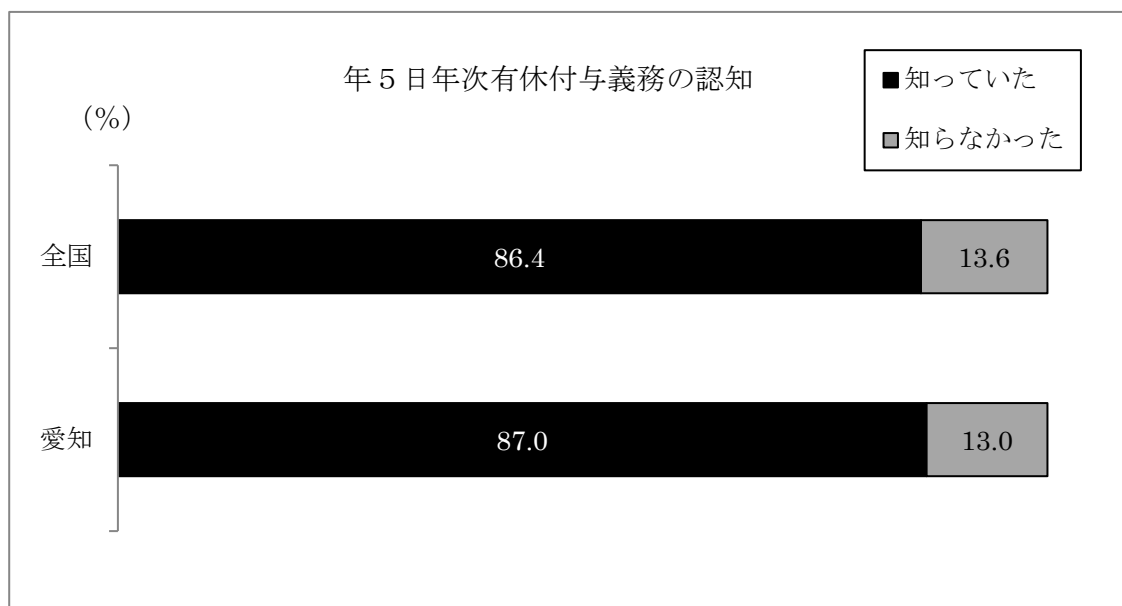 年５日年次有休付与義務の認知
(%)
■知っていた
■知らなかった
全国
86.4
13.6
愛知
87.0
13.0